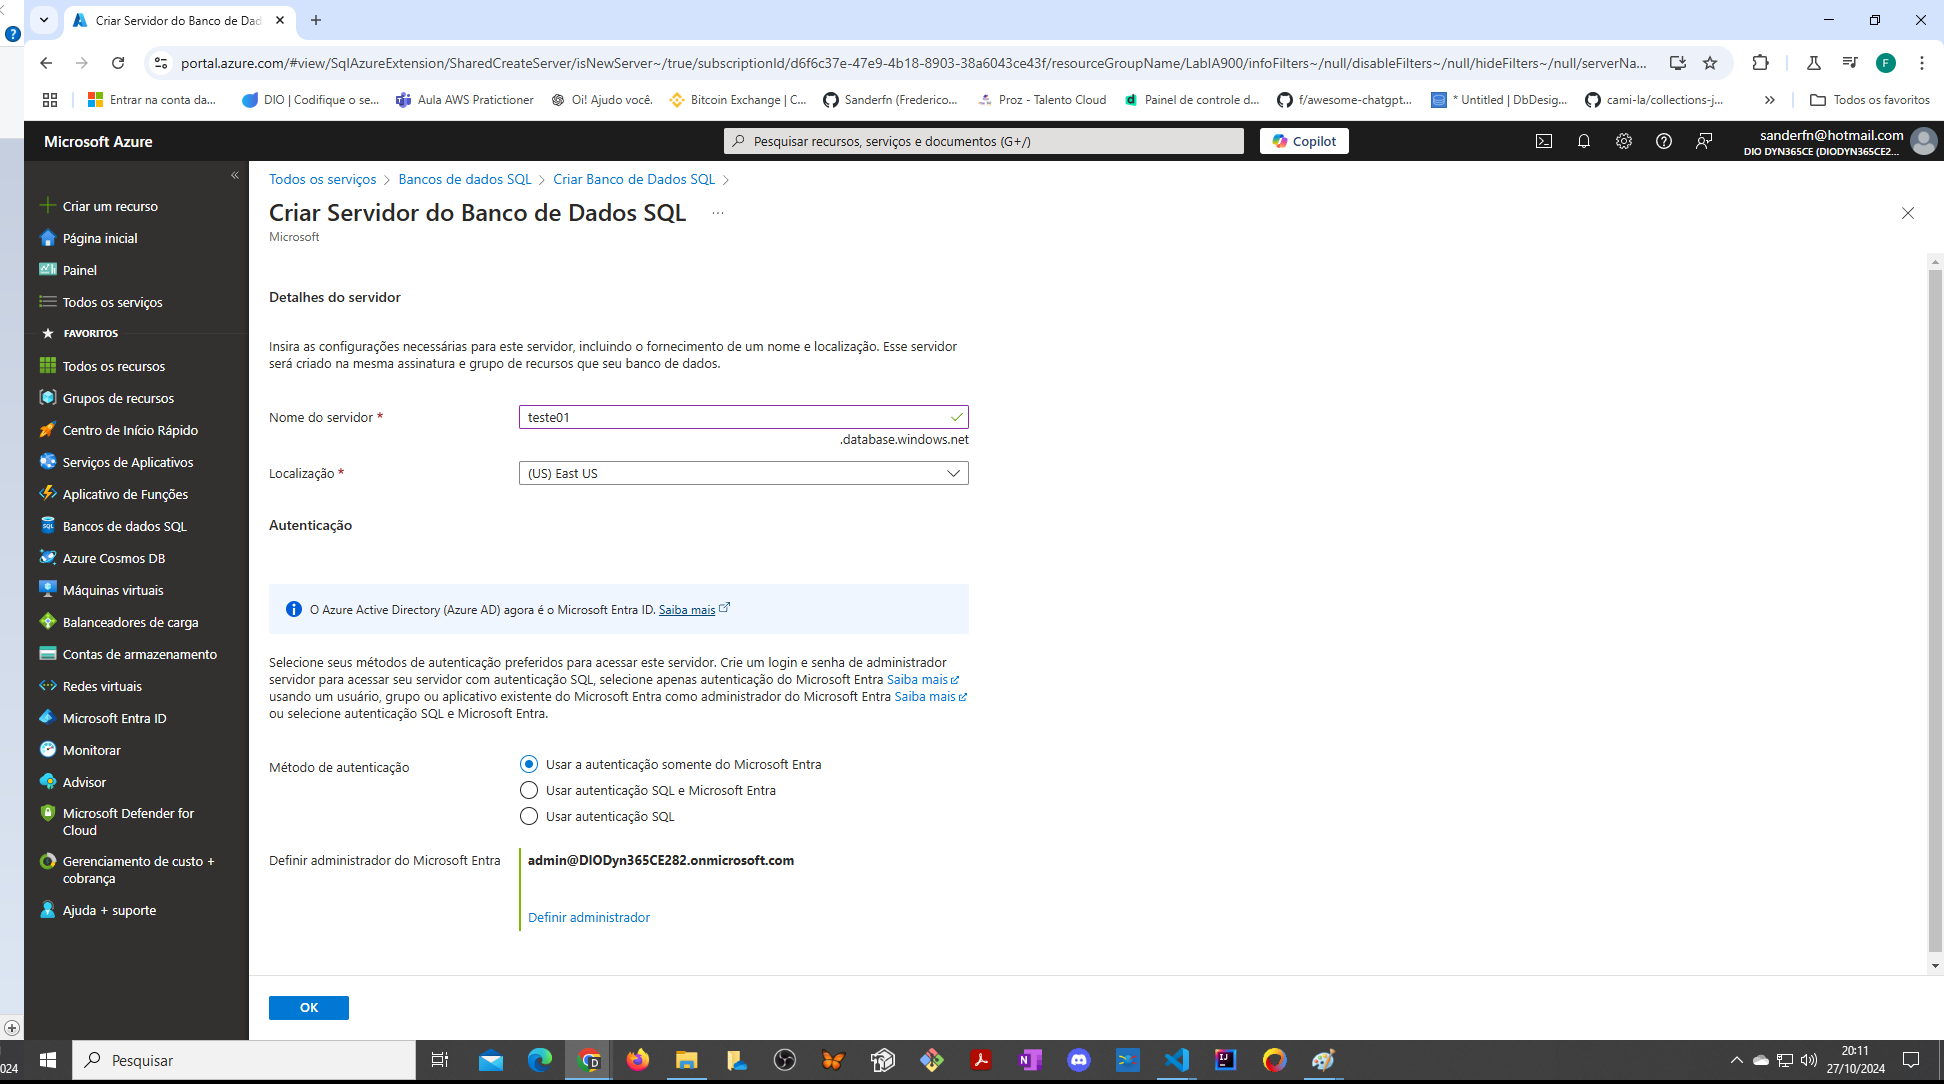 Criar Servidor do Banco de Dad
portal.azure.com/#view/SqlAzureExtension/SharedCreateServer/isNewServer~/true/subscriptionId/d6f6c37e-47e9-4b18-8903-38a6043ce43f/resourceGroupName/LabIA900/infoFilters~/null/disableFilters~/null/hideFilters~/null/serverNa...
Entrar na conta da...
DIO | Codifique o se...
Aula AWS Pratictioner
Oi! Ajudo você.
Bitcoin Exchange | C...
Sanderfn (Frederico...
Proz - Talento Cloud
Painel de controle d...
f/awesome-chatgpt...
* Untitled | DbDesig...
cami-la/collections-j...
Todos os favoritos
Microsoft Azure
Pesquisar recursos, serviços e documentos (G+/)
Copilot
sanderfn@hotmail.com
DIO DYN365CE (DIODYN365CE2...
Todos os serviços > Bancos de dados SQL > Criar Banco de Dados SQL >
Criar Servidor do Banco de Dados SQL ...
Microsoft
Criar um recurso
Página inicial
Painel
Todos os serviços
FAVORITOS
Todos os recursos
Grupos de recursos
Centro de Início Rápido
Serviços de Aplicativos
Aplicativo de Funções
Bancos de dados SQL
Azure Cosmos DB
Máquinas virtuais
Balanceadores de carga
Contas de armazenamento
Redes virtuais
Microsoft Entra ID
Monitorar
Advisor
Microsoft Defender for
Cloud
Gerenciamento de custo +
cobrança
Ajuda + suporte
Detalhes do servidor
Insira as configurações necessárias para este servidor, incluindo o fornecimento de um nome e localização. Esse servidor
será criado na mesma assinatura e grupo de recursos que seu banco de dados.
Nome do servidor *
teste01
.database.windows.net
Localização *
(US) East US
Autenticação
O Azure Active Directory (Azure AD) agora é o Microsoft Entra ID. Saiba mais
Selecione seus métodos de autenticação preferidos para acessar este servidor. Crie um login e senha de administrador
servidor para acessar seu servidor com autenticação SQL, selecione apenas autenticação do Microsoft Entra Saiba mais
usando um usuário, grupo ou aplicativo existente do Microsoft Entra como administrador do Microsoft Entra Saiba mais
ou selecione autenticação SQL e Microsoft Entra.
Método de autenticação
Usar a autenticação somente do Microsoft Entra
Usar autenticação SQL e Microsoft Entra
Usar autenticação SQL
Definir administrador do Microsoft Entra
admin@DIODyn365CE282.onmicrosoft.com
Definir administrador
OK
024
Pesquisar
20:11
27/10/2024